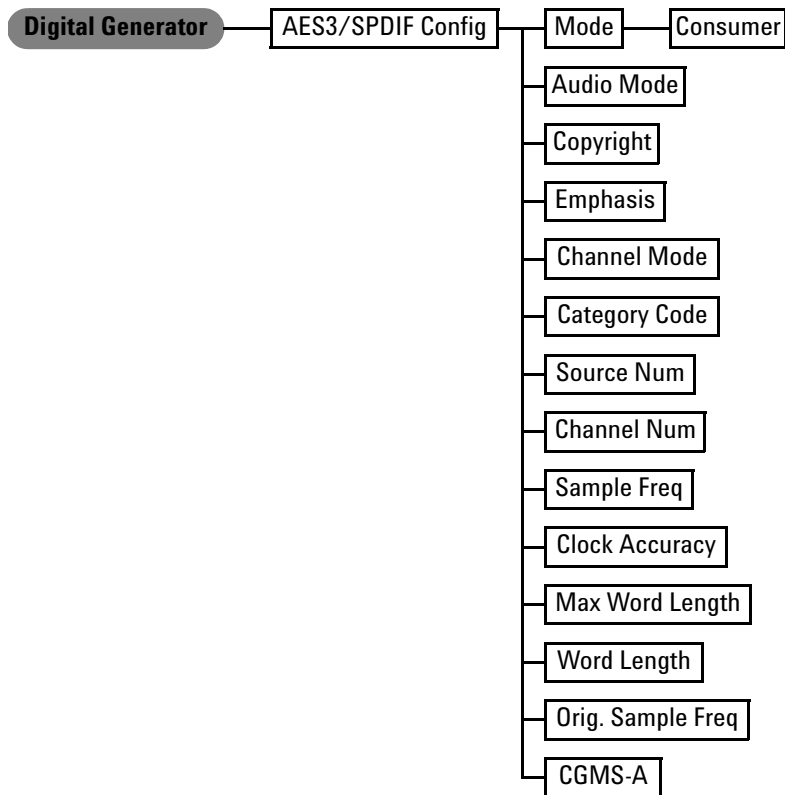 Digital Generator AES3/SPDIF Config Mode Consumer
Audio Mode
Copyright
Emphasis
Channel Mode
Category Code
Source Num
Channel Num
Sample Freq
Clock Accuracy
Max Word Length
Word Length
Orig. Sample Freq
CGMS-A